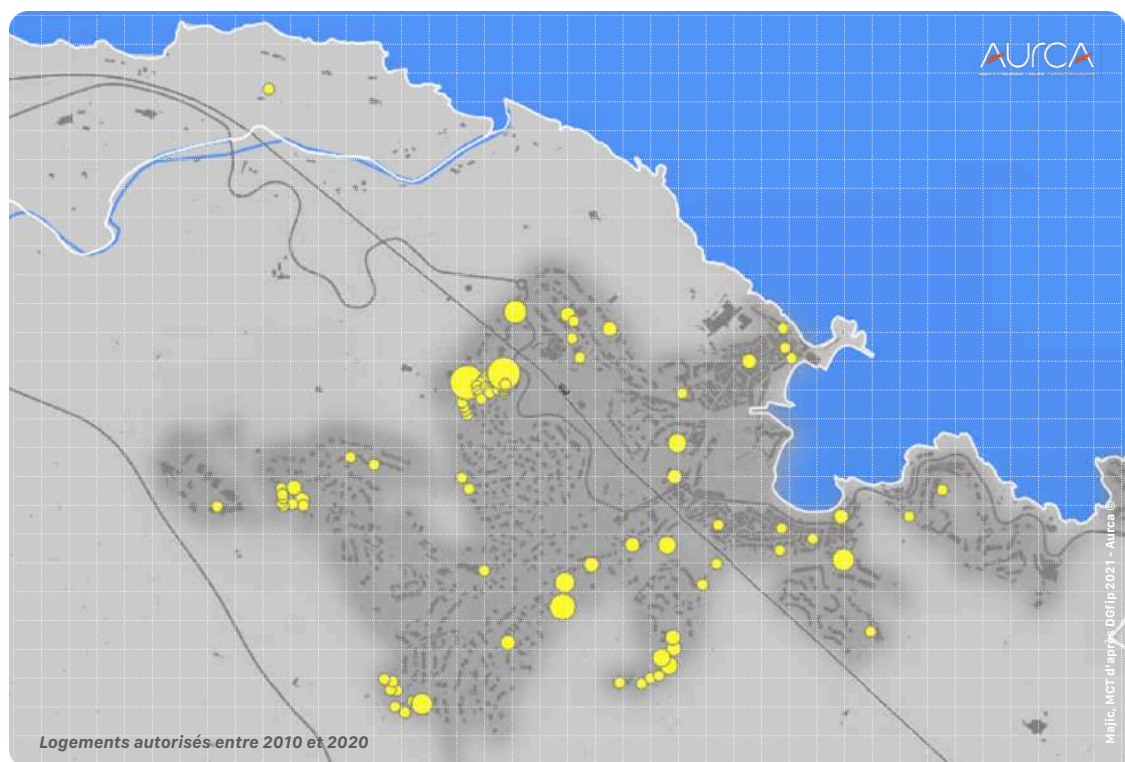 AURCA
Logements autorisés entre 2010 et 2020
Majic, MCT d'après DGfip 2021 - Aurca ©